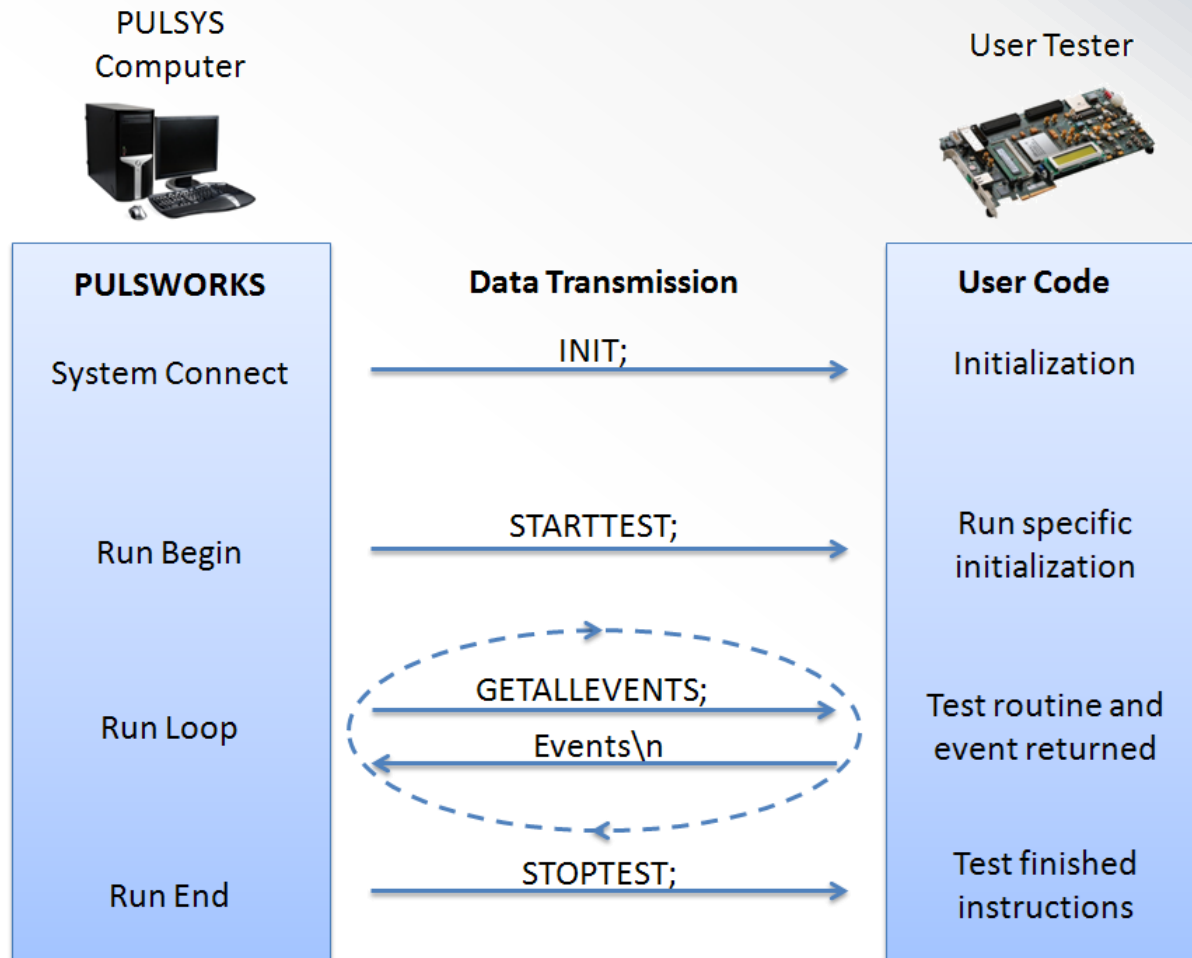 PULSYS
Computer
User Tester
PULSWORKS
Data Transmission
User Code
System Connect
INIT;
Initialization
Run Begin
STARTTEST;
Run specific
initialization
Run Loop
GETALLEVENTS;
Events\n
Test routine and
event returned
Run End
STOPTEST;
Test finished
instructions